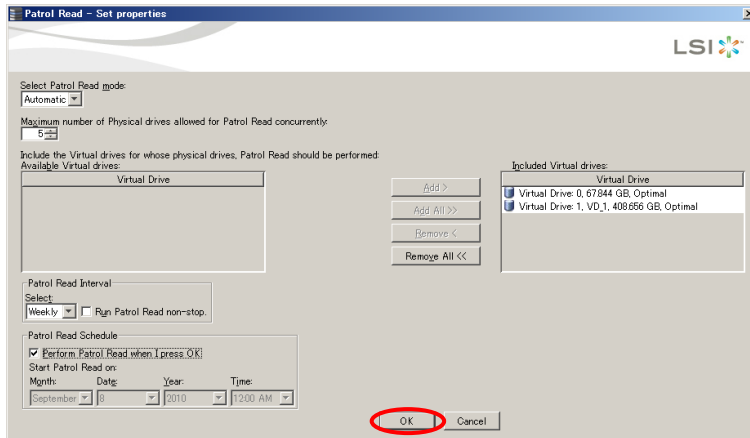 Patrol Read - Set properties
LSI
Select Patrol Read mode:
Automatic
Maximum number of Physical drives allowed for Patrol Read concurrently:
5
Include the Virtual drives for whose physical drives, Patrol Read should be performed:
Available Virtual drives:
Virtual Drive
Add >
Add All >>
Remove <
Remove All <<
Included Virtual drives:
Virtual Drive
Virtual Drive: 0, 67.844 GB, Optimal
Virtual Drive: 1, VD_1, 408.656 GB, Optimal
Patrol Read Interval
Select:
Weekly
Run Patrol Read non-stop.
Patrol Read Schedule
Perform Patrol Read when I press OK
Start Patrol Read on:
Month: Date: Year: Time:
September 8 2010 12:00 AM
OK Cancel